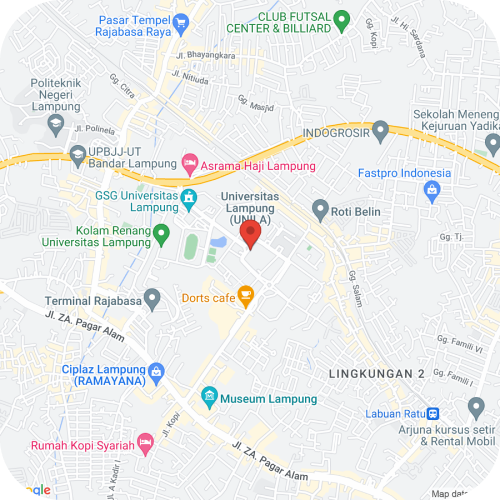 CLUB FUTSAL
CENTER & BILLIARD
Pasar Tempel
Rajabasa Raya
Jl. Hi. Sardana
Gg. Kopi
Jl. Bhayangkara
Jl. Nitiuda
Gg. Citra
Politeknik
Negeri
Lampung
Gg. Masjid
Jl. Polinela
INDOGROSIR
Sekolah Meneng
Kejuruan Yadik
UPBJJ-UT
Bandar Lampung
Asrama Haji Lampung
Fastpro Indonesia
GSG Universitas
Lampung
Universitas
Lampung
(UNILA)
Roti Belin
Kolam Renang
Universitas Lampung
Gg. Tj.
Gg. Salam
Terminal Rajabasa
Dorts cafe
Jl. ZA. Pagar Alam
Gg. Famili VI
Ciplaz Lampung
(RAMAYANA)
LINGKUNGAN 2
Gg. Famili I
Museum Lampung
Labuan Ratu
Jl. Kopi
Arjuna kursus setir
& Rental Mobil
Rumah Kopi Syariah
Jl. ZA. Pagar Alam
Jl. A Kadir I
gle
Map data